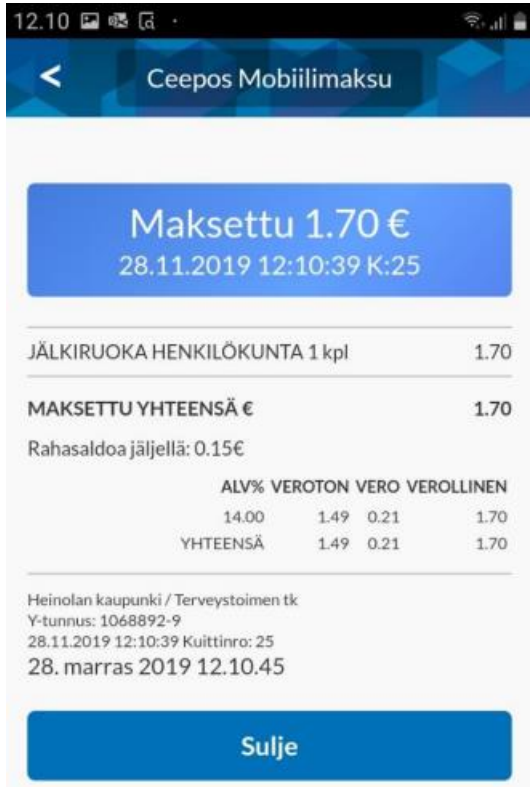 12.10
Ceepos Mobiilimaksu
Maksettu 1.70 €
28.11.2019 12:10:39 K:25
JÄLKIRUOKA HENKILÖKUNTA 1 kpl 1.70
MAKSETTU YHTEENSÄ € 1.70
Rahasaldoa jäljellä: 0.15€
ALV% VEROTON VERO VEROLLINEN
14.00 1.49 0.21 1.70
YHTEENSÄ 1.49 0.21 1.70
Heinolan kaupunki / Terveystoimen tk
Y-tunnus: 1068892-9
28.11.2019 12:10:39 Kuittinro: 25
28. marras 2019 12.10.45
Sulje